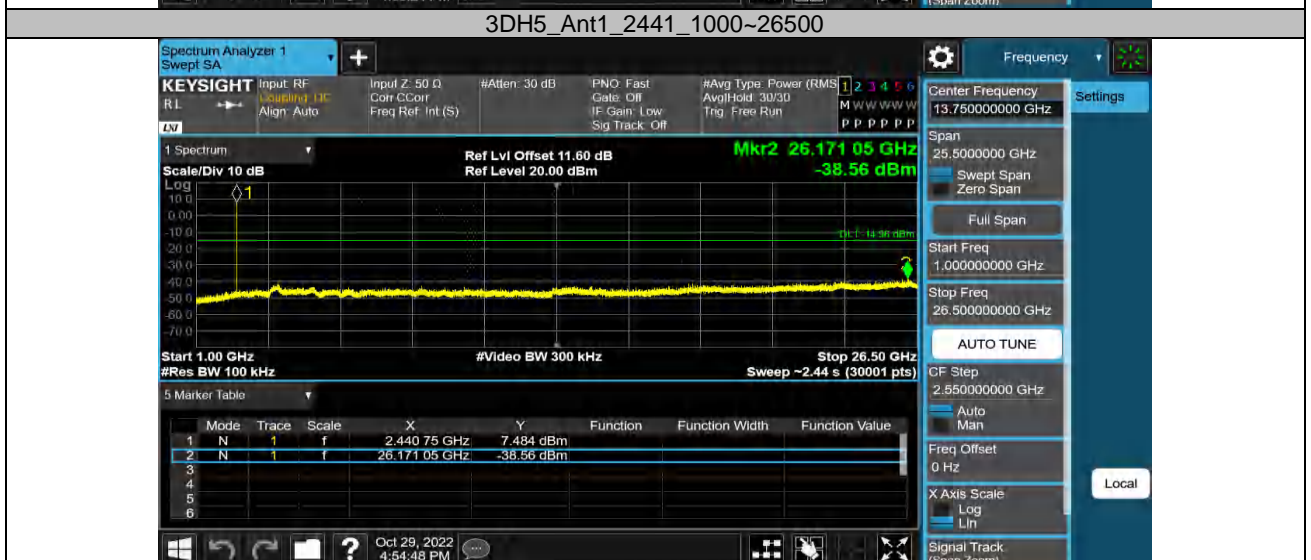 (Span Zoom)
3DH5_Ant1_2441_1000~26500
Spectrum Analyzer 1
Swept SA
Frequency
KEYSIGHT
RL
LXI
Input: RF
Coupling: DC
Align: Auto
Input Z: 50 Ω
Corr CCorr
Freq Ref: Int (S)
#Atten: 30 dB
PNO: Fast
Gate: Off
IF Gain: Low
Sig Track: Off
#Avg Type: Power (RMS
Avg|Hold: 30/30
Trig: Free Run
1 2 3 4 5 6
M W W W W W
P P P P P P
Center Frequency
13.750000000 GHz
Settings
Span
25.5000000 GHz
Swept Span
Zero Span
Full Span
Start Freq
1.000000000 GHz
Stop Freq
26.500000000 GHz
AUTO TUNE
CF Step
2.550000000 GHz
Auto
Man
Freq Offset
0 Hz
X Axis Scale
Log
Lin
Signal Track
(Span Zoom)
Local
1 Spectrum
Scale/Div 10 dB
Ref Lvl Offset 11.60 dB
Ref Level 20.00 dBm
Mkr2 26.171 05 GHz
-38.56 dBm
Log
10.0
0.00
-10.0
-20.0
-30.0
-40.0
-50.0
-60.0
-70.0
1
2
DL1 -14.96 dBm
Start 1.00 GHz
#Res BW 100 kHz
#Video BW 300 kHz
Stop 26.50 GHz
Sweep ~2.44 s (30001 pts)
5 Marker Table
Mode Trace Scale X Y Function Function Width Function Value
1 N 1 f 2.440 75 GHz 7.484 dBm
2 N 1 f 26.171 05 GHz -38.56 dBm
3
4
5
6
Oct 29, 2022
4:54:48 PM